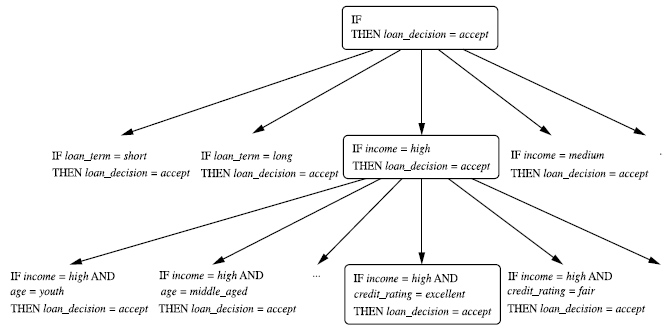 IF
THEN loan_decision = accept
IF loan_term = short
THEN loan_decision = accept
IF loan_term = long
THEN loan_decision = accept
IF income = high
THEN loan_decision = accept
IF income = medium
THEN loan_decision = accept
IF income = high AND
age = youth
THEN loan_decision = accept
IF income = high AND
age = middle_aged
THEN loan_decision = accept
...
IF income = high AND
credit_rating = excellent
THEN loan_decision = accept
IF income = high AND
credit_rating = fair
THEN loan_decision = accept